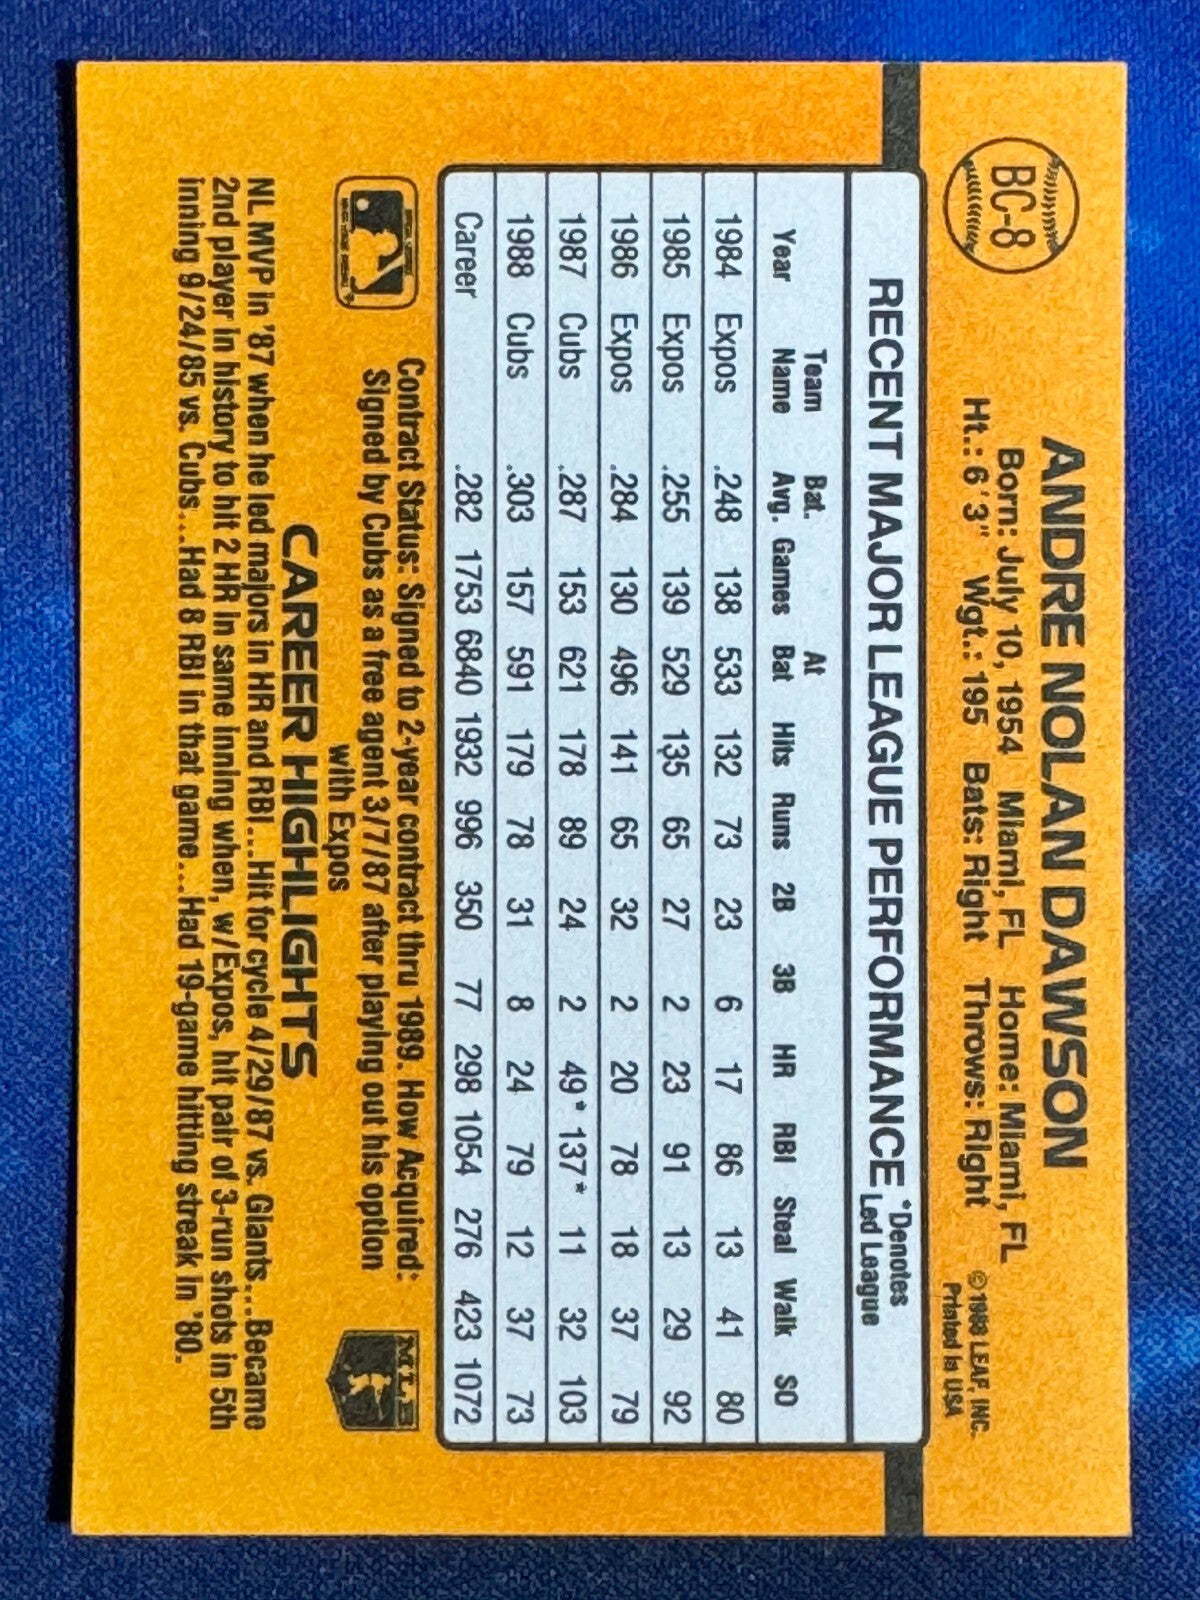 BC-8
ANDRE NOLAN DAWSON
Born: July 10, 1954 Miami, FL Home: Miami, FL
Ht.: 6'3" Wgt.: 195 Bats: Right Throws: Right
©1988 LEAF, INC.
Printed in USA
RECENT MAJOR LEAGUE PERFORMANCE *Denotes Led League
Year Team Name Bat. Avg. Games At Bat Hits Runs 2B 3B HR RBI Steal Walk SO
1984 Expos .248 138 533 132 73 23 6 17 86 13 41 80
1985 Expos .255 139 529 135 65 27 2 23 91 13 29 92
1986 Expos .284 130 496 141 65 32 2 20 78 18 37 79
1987 Cubs .287 153 621 178 89 24 2 49* 137* 11 32 103
1988 Cubs .303 157 591 179 78 31 8 24 79 12 37 73
Career .282 1753 6840 1932 996 350 77 298 1054 276 423 1072
Contract Status: Signed to 2-year contract thru 1989. How Acquired:
Signed by Cubs as a free agent 3/7/87 after playing out his option
with Expos
M.L.B
CAREER HIGHLIGHTS
NL MVP in '87 when he led majors in HR and RBI...Hit for cycle 4/29/87 vs. Giants...Became
2nd player in history to hit 2 HR in same inning when, w/Expos, hit pair of 3-run shots in 5th
inning 9/24/85 vs. Cubs...Had 8 RBI in that game...Had 19-game hitting streak in '80.